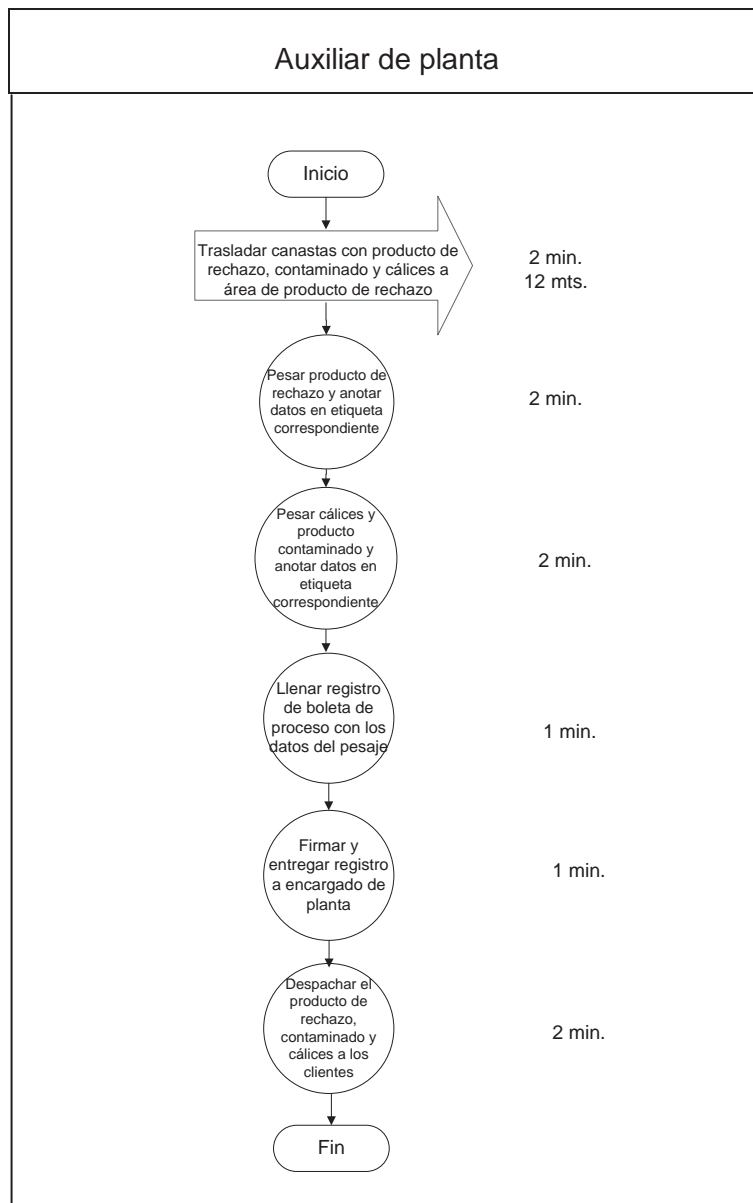 Auxiliar de planta
Inicio
Trasladar canastas con producto de
rechazo, contaminado y cálices a
área de producto de rechazo
2 min.
12 mts.
Pesar producto de
rechazo y anotar
datos en etiqueta
correspondiente
2 min.
Pesar cálices y
producto
contaminado y
anotar datos en
etiqueta
correspondiente
2 min.
Llenar registro
de boleta de
proceso con los
datos del pesaje
1 min.
Firmar y
entregar registro
a encargado de
planta
1 min.
Despachar el
producto de
rechazo,
contaminado y
cálices a los
clientes
2 min.
Fin